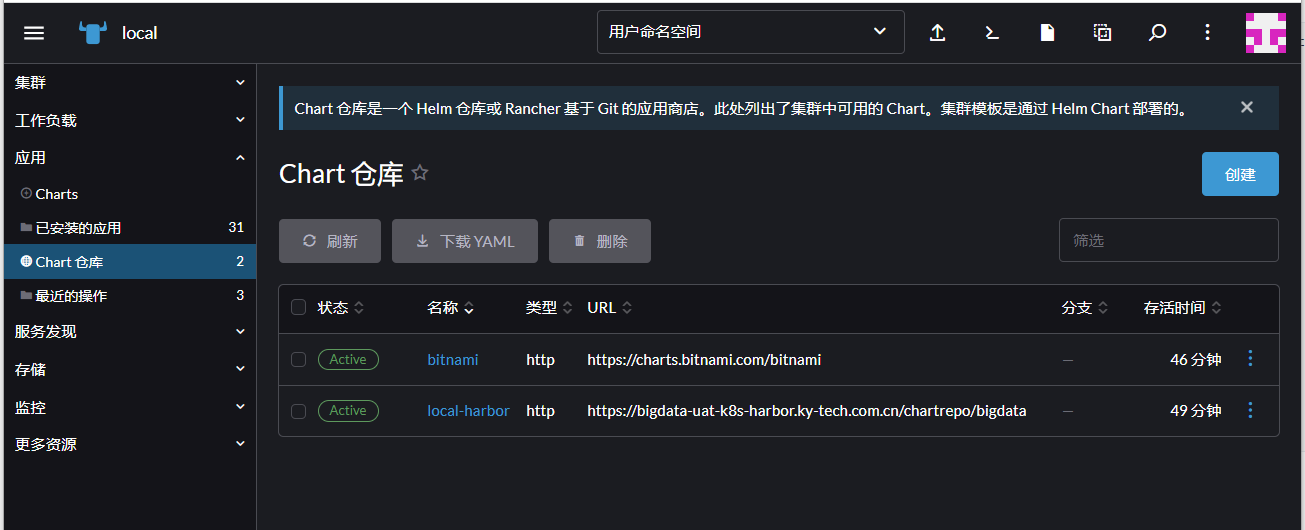 local
用户命名空间
集群
工作负载
应用
Charts
已安装的应用 31
Chart 仓库 2
最近的操作 3
服务发现
存储
监控
更多资源
Chart 仓库是一个 Helm 仓库或 Rancher 基于 Git 的应用商店。此处列出了集群中可用的 Chart。集群模板是通过 Helm Chart 部署的。
Chart 仓库
创建
刷新 下载 YAML 删除
筛选
状态 名称 类型 URL 分支 存活时间
Active bitnami http https://charts.bitnami.com/bitnami — 46 分钟
Active local-harbor http https://bigdata-uat-k8s-harbor.ky-tech.com.cn/chartrepo/bigdata — 49 分钟